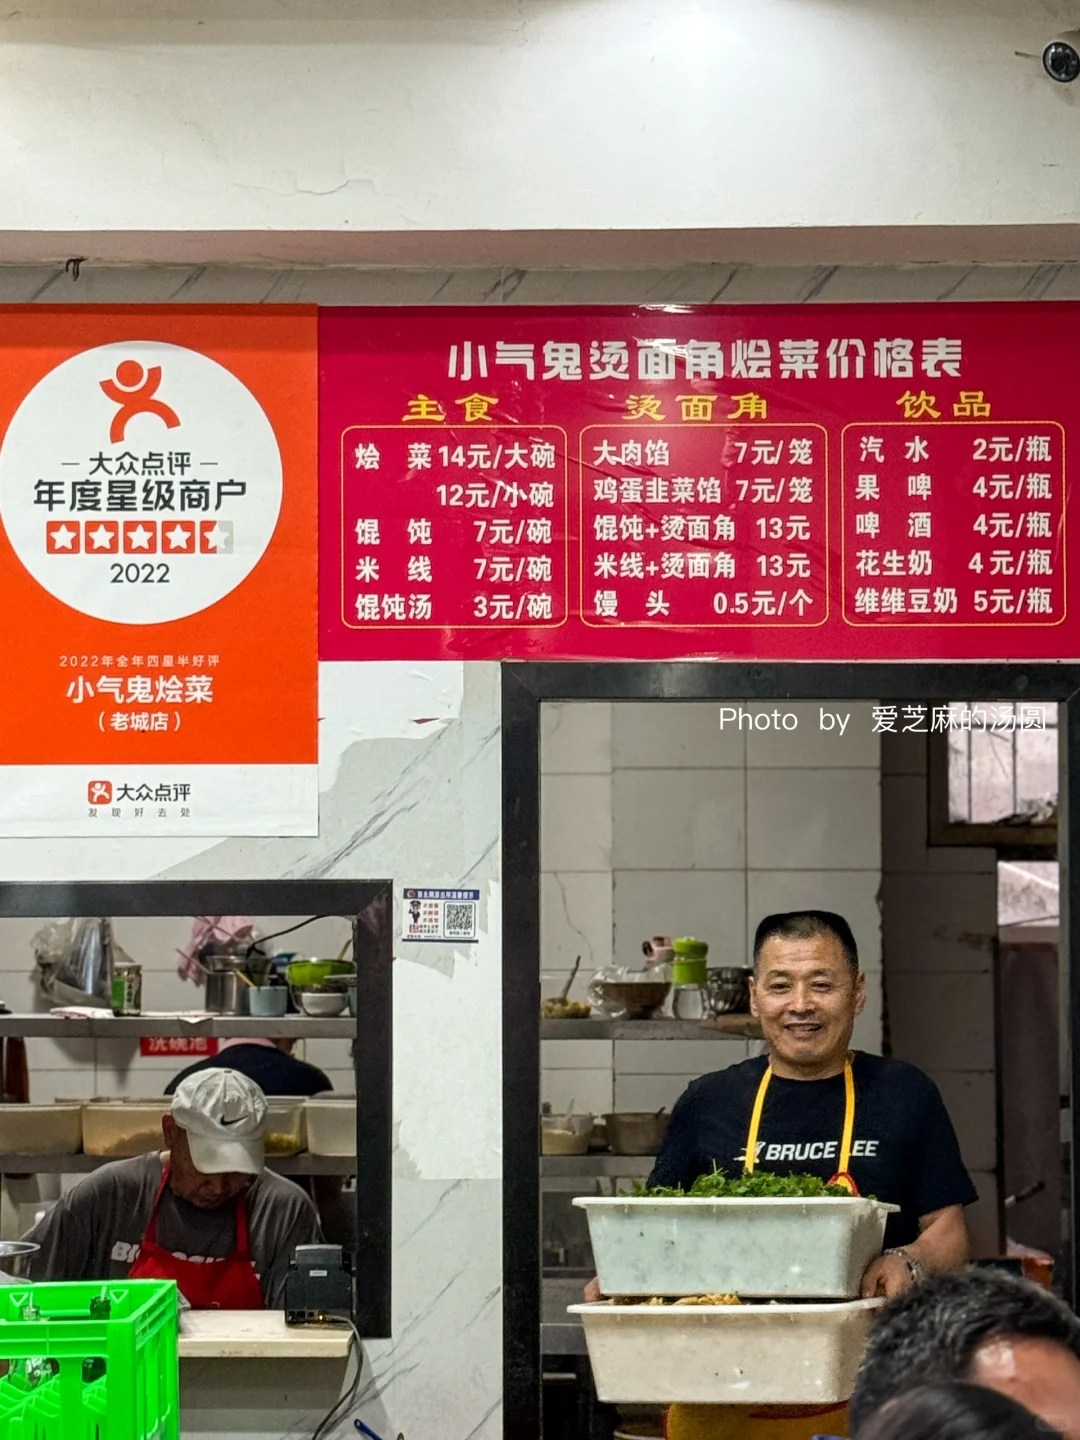 大众点评
年度星级商户
2022
2022年全年四星半好评
小气鬼烩菜
（老城店）
大众点评
发现好去处
小气鬼烫面角烩菜价格表
主食
烩菜 14元/大碗
12元/小碗
馄饨 7元/碗
米线 7元/碗
馄饨汤 3元/碗
烫面角
大肉馅 7元/笼
鸡蛋韭菜馅 7元/笼
馄饨+烫面角 13元
米线+烫面角 13元
馒头 0.5元/个
饮品
汽水 2元/瓶
果啤 4元/瓶
啤酒 4元/瓶
花生奶 4元/瓶
维维豆奶 5元/瓶
Photo by 爱芝麻的汤圆
洗碗池
BRUCE LEE